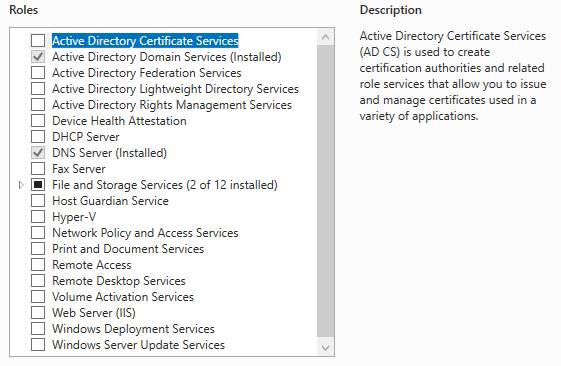 Roles
Active Directory Certificate Services
Active Directory Domain Services (Installed)
Active Directory Federation Services
Active Directory Lightweight Directory Services
Active Directory Rights Management Services
Device Health Attestation
DHCP Server
DNS Server (Installed)
Fax Server
File and Storage Services (2 of 12 installed)
Host Guardian Service
Hyper-V
Network Policy and Access Services
Print and Document Services
Remote Access
Remote Desktop Services
Volume Activation Services
Web Server (IIS)
Windows Deployment Services
Windows Server Update Services
Description
Active Directory Certificate Services
(AD CS) is used to create
certification authorities and related
role services that allow you to issue
and manage certificates used in a
variety of applications.